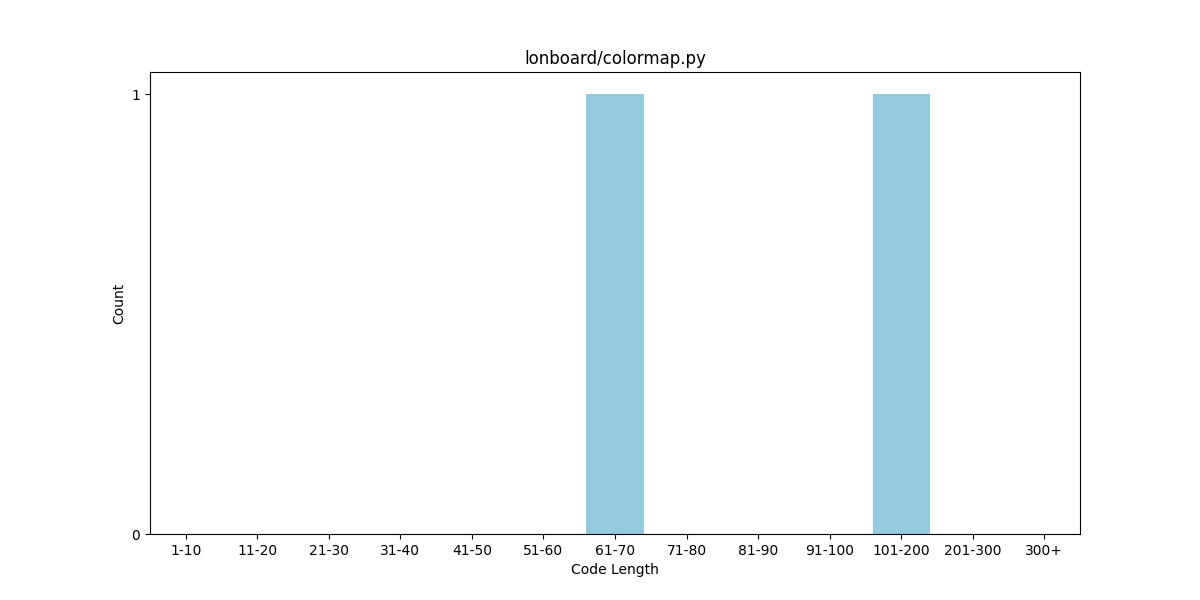 lonboard/colormap.py
1
Count
0
1-10 11-20 21-30 31-40 41-50 51-60 61-70 71-80 81-90 91-100 101-200 201-300 300+
Code Length